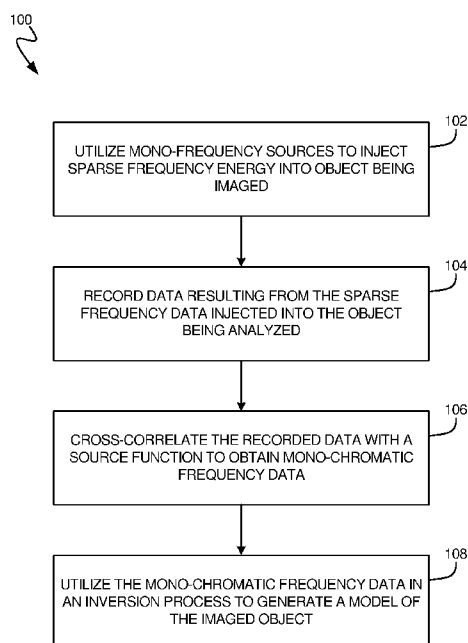 100
102
UTILIZE MONO-FREQUENCY SOURCES TO INJECT
SPARSE FREQUENCY ENERGY INTO OBJECT BEING
IMAGED
104
RECORD DATA RESULTING FROM THE SPARSE
FREQUENCY DATA INJECTED INTO THE OBJECT
BEING ANALYZED
106
CROSS-CORRELATE THE RECORDED DATA WITH A
SOURCE FUNCTION TO OBTAIN MONO-CHROMATIC
FREQUENCY DATA
108
UTILIZE THE MONO-CHROMATIC FREQUENCY DATA IN
AN INVERSION PROCESS TO GENERATE A MODEL OF
THE IMAGED OBJECT